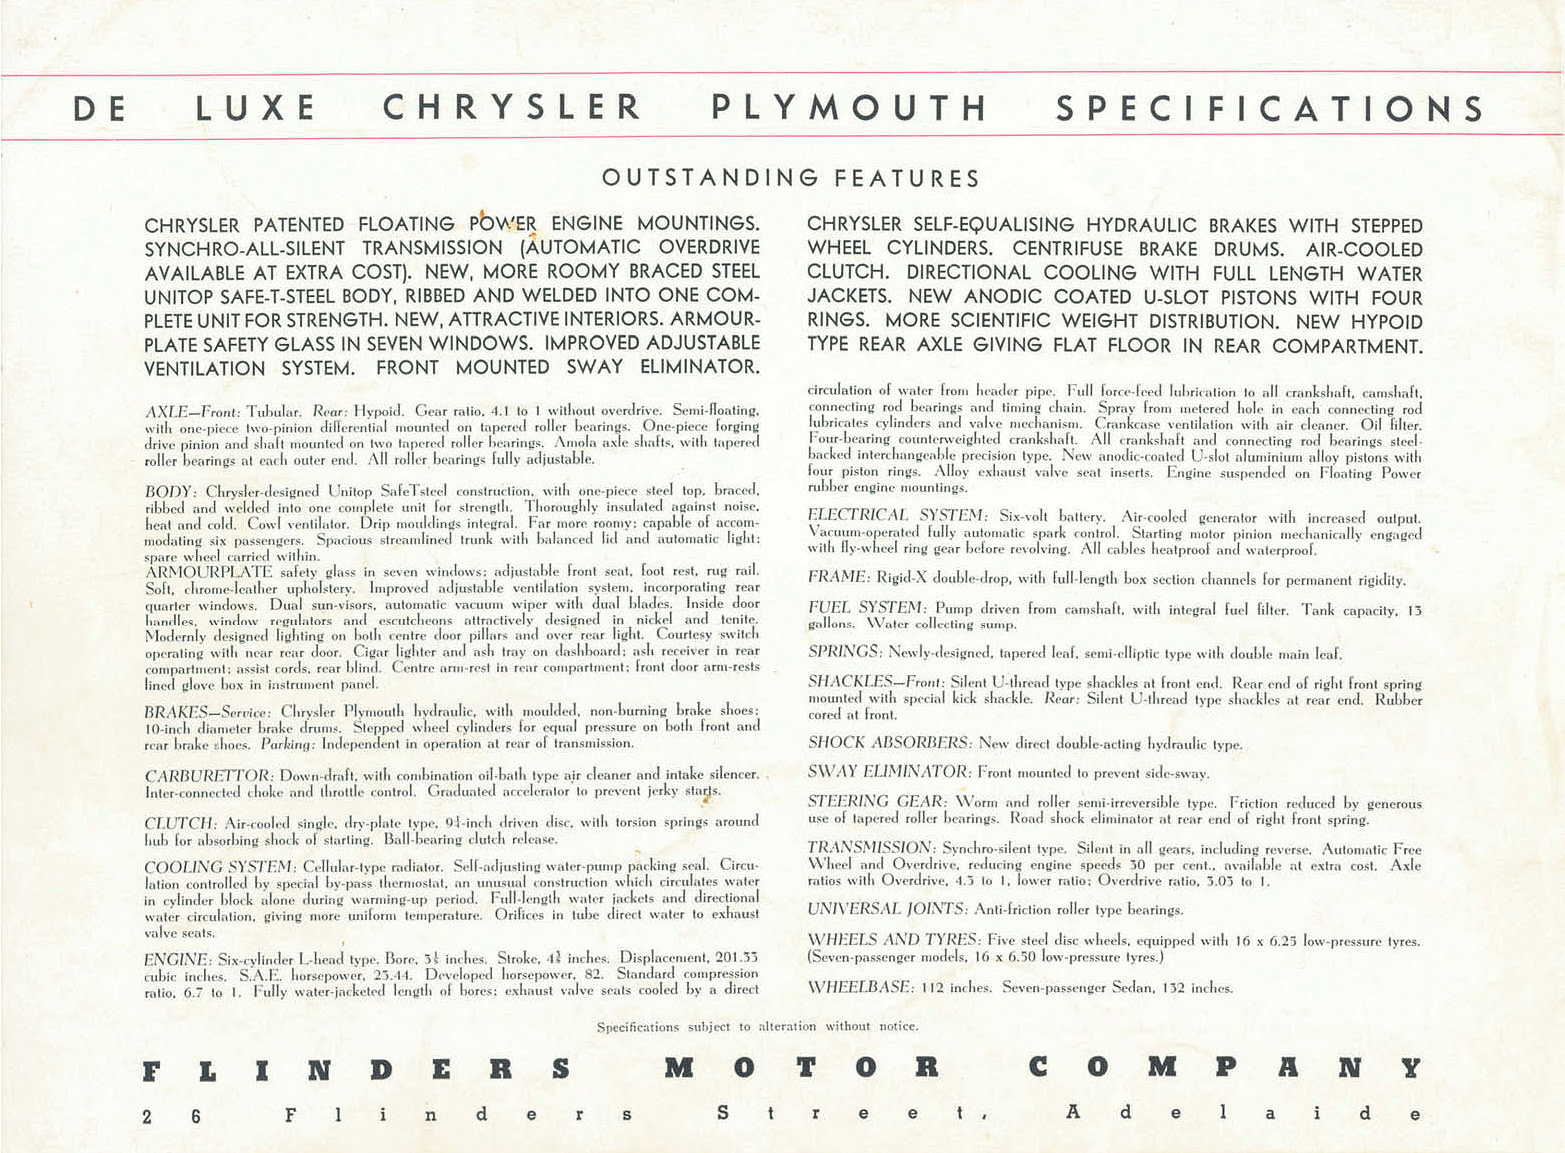 DE LUXE CHRYSLER PLYMOUTH SPECIFICATIONS
OUTSTANDING FEATURES
CHRYSLER PATENTED FLOATING POWER ENGINE MOUNTINGS.
SYNCHRO-ALL-SILENT TRANSMISSION (AUTOMATIC OVERDRIVE
AVAILABLE AT EXTRA COST). NEW, MORE ROOMY BRACED STEEL
UNITOP SAFE-T-STEEL BODY, RIBBED AND WELDED INTO ONE COM-
PLETE UNIT FOR STRENGTH. NEW, ATTRACTIVE INTERIORS. ARMOUR-
PLATE SAFETY GLASS IN SEVEN WINDOWS. IMPROVED ADJUSTABLE
VENTILATION SYSTEM. FRONT MOUNTED SWAY ELIMINATOR.
AXLE—Front: Tubular. Rear: Hypoid. Gear ratio, 4.1 to 1 without overdrive. Semi-floating,
with one-piece two-pinion differential mounted on tapered roller bearings. One-piece forging
drive pinion and shaft mounted on two tapered roller bearings. Amola axle shafts, with tapered
roller bearings at each outer end. All roller bearings fully adjustable.
BODY: Chrysler-designed Unitop SafeTsteel construction, with one-piece steel top, braced,
ribbed and welded into one complete unit for strength. Thoroughly insulated against noise,
heat and cold. Cowl ventilator. Drip mouldings integral. Far more roomy; capable of accom-
modating six passengers. Spacious streamlined trunk with balanced lid and automatic light;
spare wheel carried within.
ARMOURPLATE safety glass in seven windows; adjustable front seat, foot rest, rug rail.
Soft, chrome-leather upholstery. Improved adjustable ventilation system, incorporating rear
quarter windows. Dual sun-visors, automatic vacuum wiper with dual blades. Inside door
handles, window regulators and escutcheons attractively designed in nickel and tenite.
Modernly designed lighting on both centre door pillars and over rear light. Courtesy switch
operating with near rear door. Cigar lighter and ash tray on dashboard; ash receiver in rear
compartment; assist cords, rear blind. Centre arm-rest in rear compartment; front door arm-rests
lined glove box in instrument panel.
BRAKES—Service: Chrysler Plymouth hydraulic, with moulded, non-burning brake shoes;
10-inch diameter brake drums. Stepped wheel cylinders for equal pressure on both front and
rear brake shoes. Parking: Independent in operation at rear of transmission.
CARBURETTOR: Down-draft, with combination oil-bath type air cleaner and intake silencer.
Inter-connected choke and throttle control. Graduated accelerator to prevent jerky starts.
CLUTCH: Air-cooled single, dry-plate type, 9¼-inch driven disc, with torsion springs around
hub for absorbing shock of starting. Ball-bearing clutch release.
COOLING SYSTEM: Cellular-type radiator. Self-adjusting water-pump packing seal. Circu-
lation controlled by special by-pass thermostat, an unusual construction which circulates water
in cylinder block alone during warming-up period. Full-length water jackets and directional
water circulation, giving more uniform temperature. Orifices in tube direct water to exhaust
valve seats.
ENGINE: Six-cylinder L-head type. Bore, 3⅛ inches. Stroke, 4⅜ inches. Displacement, 201.33
cubic inches. S.A.E. horsepower, 23.44. Developed horsepower, 82. Standard compression
ratio, 6.7 to 1. Fully water-jacketed length of bores; exhaust valve seats cooled by a direct
CHRYSLER SELF-EQUALISING HYDRAULIC BRAKES WITH STEPPED
WHEEL CYLINDERS. CENTRIFUSE BRAKE DRUMS. AIR-COOLED
CLUTCH. DIRECTIONAL COOLING WITH FULL LENGTH WATER
JACKETS. NEW ANODIC COATED U-SLOT PISTONS WITH FOUR
RINGS. MORE SCIENTIFIC WEIGHT DISTRIBUTION. NEW HYPOID
TYPE REAR AXLE GIVING FLAT FLOOR IN REAR COMPARTMENT.
circulation of water from header pipe. Full force-feed lubrication to all crankshaft, camshaft,
connecting rod bearings and timing chain. Spray from metered hole in each connecting rod
lubricates cylinders and valve mechanism. Crankcase ventilation with air cleaner. Oil filter.
Four-bearing counterweighted crankshaft. All crankshaft and connecting rod bearings steel-
backed interchangeable precision type. New anodic-coated U-slot aluminium alloy pistons with
four piston rings. Alloy exhaust valve seat inserts. Engine suspended on Floating Power
rubber engine mountings.
ELECTRICAL SYSTEM: Six-volt battery. Air-cooled generator with increased output.
Vacuum-operated fully automatic spark control. Starting motor pinion mechanically engaged
with fly-wheel ring gear before revolving. All cables heatproof and waterproof.
FRAME: Rigid-X double-drop, with full-length box section channels for permanent rigidity.
FUEL SYSTEM: Pump driven from camshaft, with integral fuel filter. Tank capacity, 13
gallons. Water collecting sump.
SPRINGS: Newly-designed, tapered leaf, semi-elliptic type with double main leaf.
SHACKLES—Front: Silent U-thread type shackles at front end. Rear end of right front spring
mounted with special kick shackle. Rear: Silent U-thread type shackles at rear end. Rubber
cored at front.
SHOCK ABSORBERS: New direct double-acting hydraulic type.
SWAY ELIMINATOR: Front mounted to prevent side-sway.
STEERING GEAR: Worm and roller semi-irreversible type. Friction reduced by generous
use of tapered roller bearings. Road shock eliminator at rear end of right front spring.
TRANSMISSION: Synchro-silent type. Silent in all gears, including reverse. Automatic Free
Wheel and Overdrive, reducing engine speeds 30 per cent., available at extra cost. Axle
ratios with Overdrive, 4.3 to 1, lower ratio; Overdrive ratio, 3.03 to 1.
UNIVERSAL JOINTS: Anti-friction roller type bearings.
WHEELS AND TYRES: Five steel disc wheels, equipped with 16 x 6.25 low-pressure tyres.
(Seven-passenger models, 16 x 6.50 low-pressure tyres.)
WHEELBASE: 112 inches. Seven-passenger Sedan, 132 inches.
Specifications subject to alteration without notice.
FLINDERS MOTOR COMPANY
26 Flinders Street, Adelaide